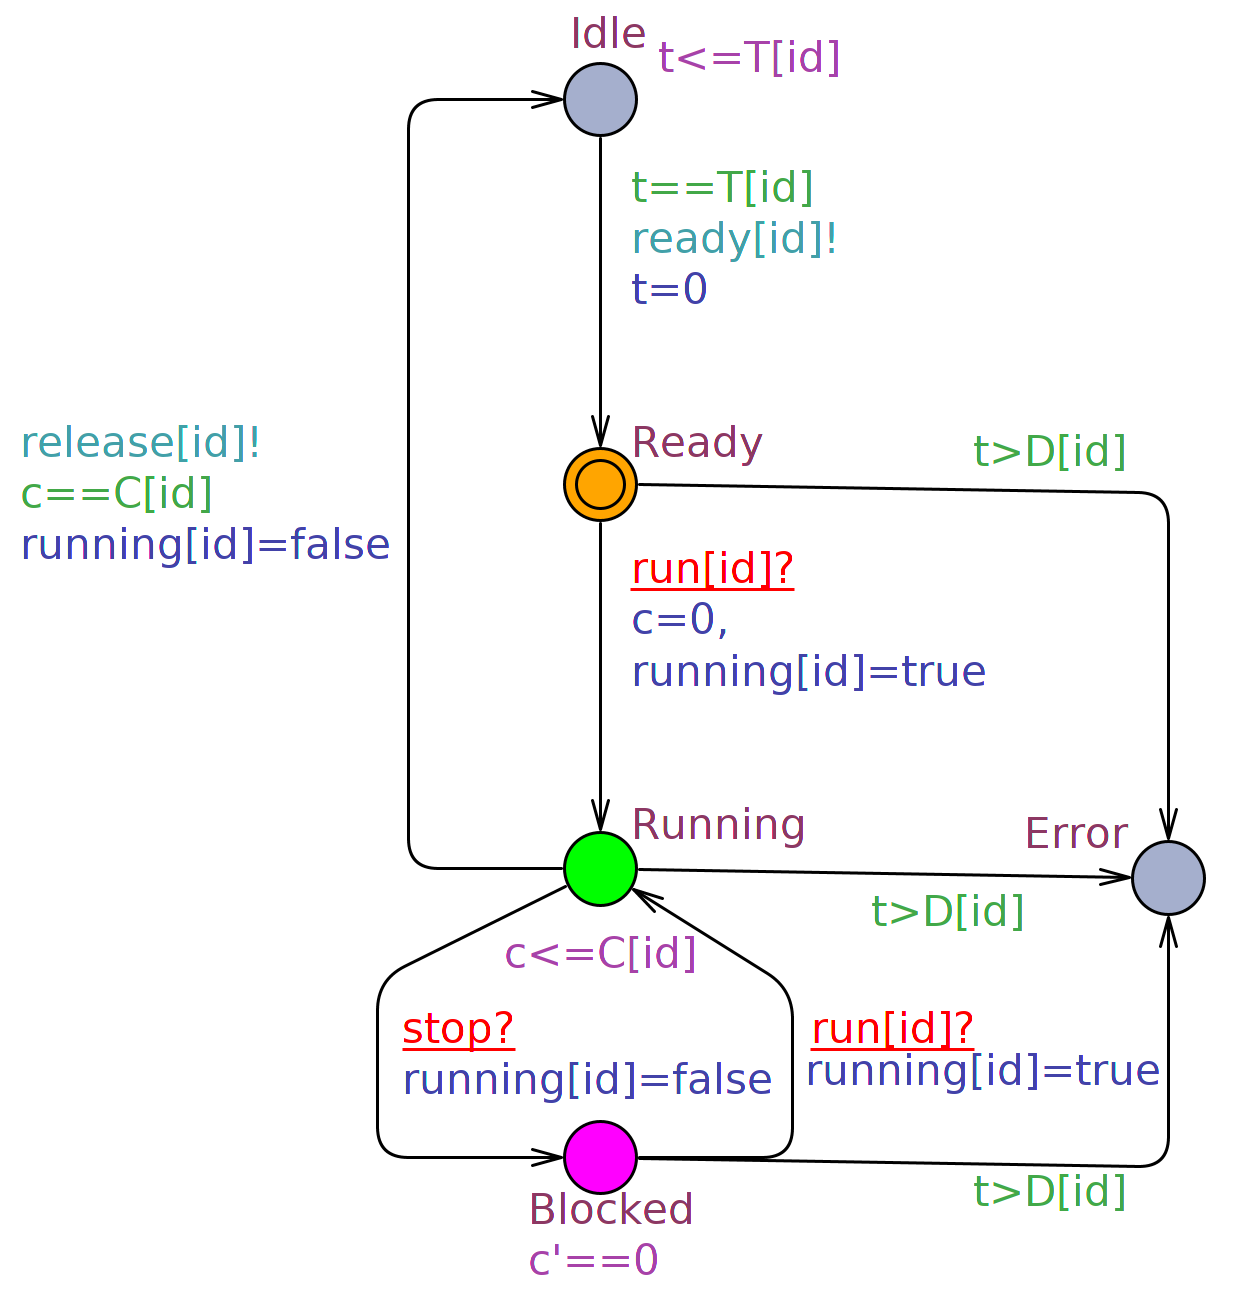 Idle
t<=T[id]
t==T[id]
ready[id]!
t=0
release[id]!
c==C[id]
running[id]=false
Ready
t>D[id]
run[id]?
c=0,
running[id]=true
Running
Error
t>D[id]
c<=C[id]
stop?
running[id]=false
run[id]?
running[id]=true
Blocked
c'==0
t>D[id]